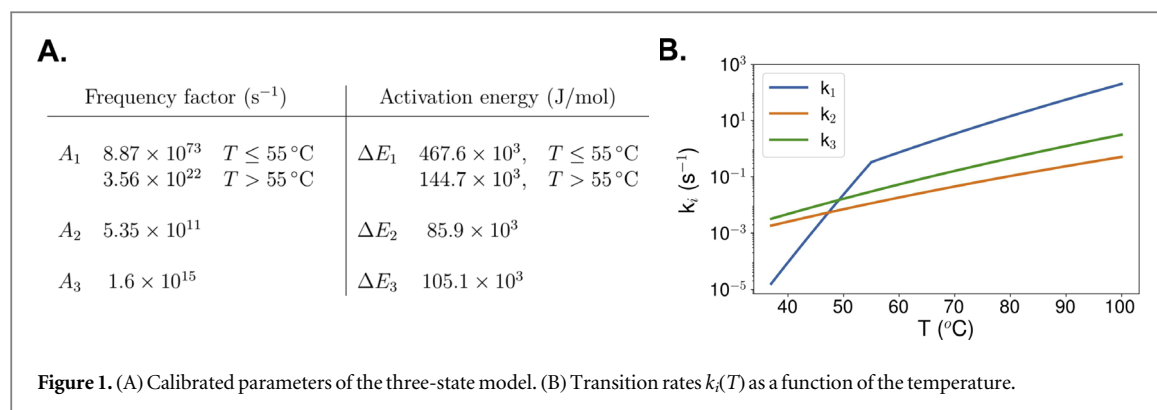 A.
Frequency factor (s⁻¹) Activation energy (J/mol)
A₁ 8.87 × 10⁷³ T ≤ 55 °C ΔE₁ 467.6 × 10³, T ≤ 55 °C
3.56 × 10²² T > 55 °C 144.7 × 10³, T > 55 °C
A₂ 5.35 × 10¹¹ ΔE₂ 85.9 × 10³
A₃ 1.6 × 10¹⁵ ΔE₃ 105.1 × 10³
B.
10³
10¹
10⁻¹
10⁻³
10⁻⁵
kᵢ (s⁻¹)
k₁
k₂
k₃
40 50 60 70 80 90 100
T (°C)
Figure 1. (A) Calibrated parameters of the three-state model. (B) Transition rates kᵢ(T) as a function of the temperature.